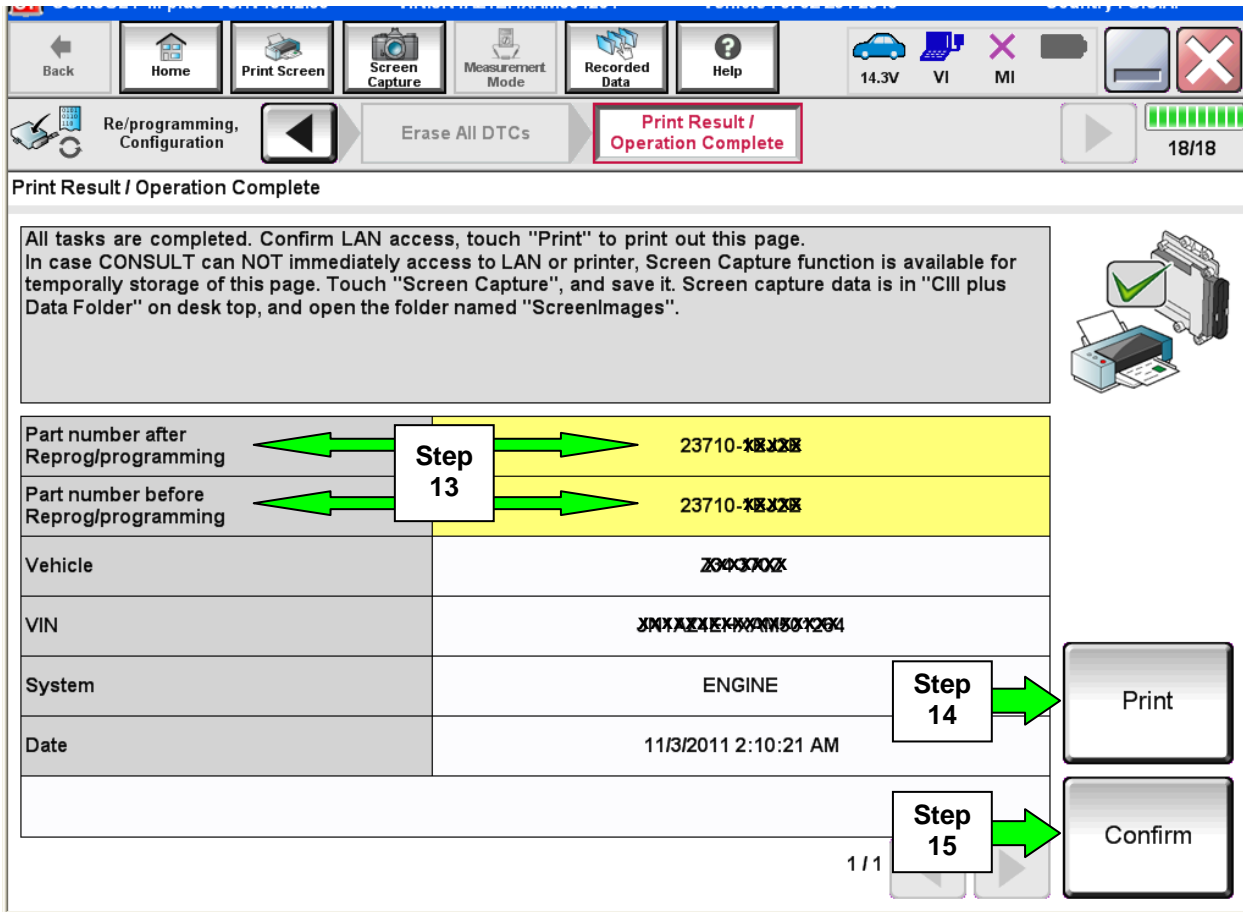 Back
Home
Print Screen
Screen
Capture
Measurement
Mode
Recorded
Data
Help
14.3V
VI
MI
Re/programming,
Configuration
Erase All DTCs
Print Result /
Operation Complete
18/18
Print Result / Operation Complete
All tasks are completed. Confirm LAN access, touch "Print" to print out this page.
In case CONSULT can NOT immediately access to LAN or printer, Screen Capture function is available for
temporally storage of this page. Touch "Screen Capture", and save it. Screen capture data is in "CIII plus
Data Folder" on desk top, and open the folder named "ScreenImages".
Part number after
Reprog/programming
Step
13
23710-
Part number before
Reprog/programming
23710-
Vehicle
VIN
System
ENGINE
Step
14
Print
Date
11/3/2011 2:10:21 AM
Step
15
Confirm
1/1